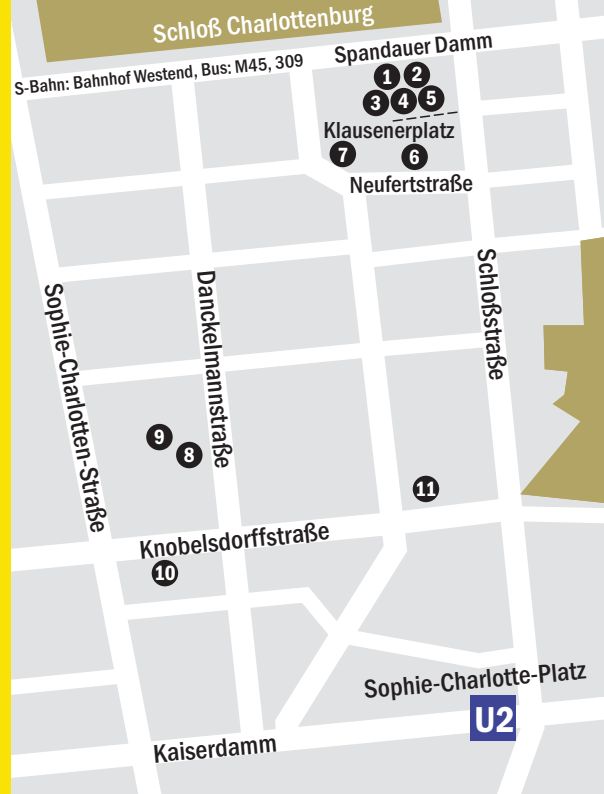 Schloß Charlottenburg
Spandauer Damm
S-Bahn: Bahnhof Westend, Bus: M45, 309
1 2
3 4 5
Klausenerplatz
7 6
Neufertstraße
Schloßstraße
Danckelmannstraße
Sophie-Charlotten-Straße
9
8
11
Knobelsdorffstraße
10
Sophie-Charlotte-Platz
U2
Kaiserdamm